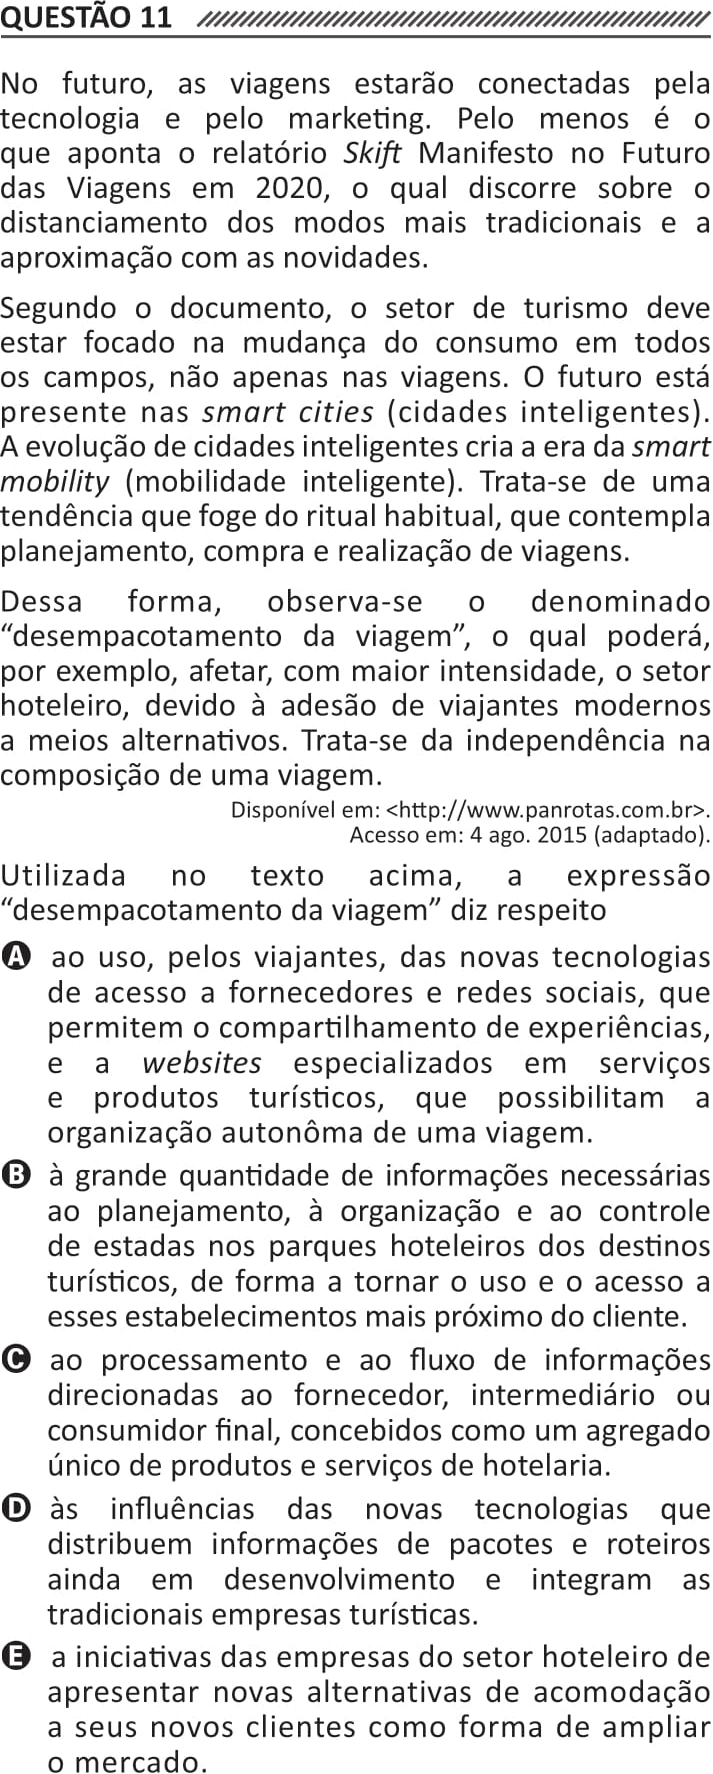 QUESTÃO 11
No futuro, as viagens estarão conectadas pela
tecnologia e pelo marketing. Pelo menos é o
que aponta o relatório Skift Manifesto no Futuro
das Viagens em 2020, o qual discorre sobre o
distanciamento dos modos mais tradicionais e a
aproximação com as novidades.
Segundo o documento, o setor de turismo deve
estar focado na mudança do consumo em todos
os campos, não apenas nas viagens. O futuro está
presente nas smart cities (cidades inteligentes).
A evolução de cidades inteligentes cria a era da smart
mobility (mobilidade inteligente). Trata-se de uma
tendência que foge do ritual habitual, que contempla
planejamento, compra e realização de viagens.
Dessa forma, observa-se o denominado
“desempacotamento da viagem”, o qual poderá,
por exemplo, afetar, com maior intensidade, o setor
hoteleiro, devido à adesão de viajantes modernos
a meios alternativos. Trata-se da independência na
composição de uma viagem.
Disponível em: <http://www.panrotas.com.br>.
Acesso em: 4 ago. 2015 (adaptado).
Utilizada no texto acima, a expressão
“desempacotamento da viagem” diz respeito
A ao uso, pelos viajantes, das novas tecnologias
de acesso a fornecedores e redes sociais, que
permitem o compartilhamento de experiências,
e a websites especializados em serviços
e produtos turísticos, que possibilitam a
organização autonôma de uma viagem.
B à grande quantidade de informações necessárias
ao planejamento, à organização e ao controle
de estadas nos parques hoteleiros dos destinos
turísticos, de forma a tornar o uso e o acesso a
esses estabelecimentos mais próximo do cliente.
C ao processamento e ao fluxo de informações
direcionadas ao fornecedor, intermediário ou
consumidor final, concebidos como um agregado
único de produtos e serviços de hotelaria.
D às influências das novas tecnologias que
distribuem informações de pacotes e roteiros
ainda em desenvolvimento e integram as
tradicionais empresas turísticas.
E a iniciativas das empresas do setor hoteleiro de
apresentar novas alternativas de acomodação
a seus novos clientes como forma de ampliar
o mercado.